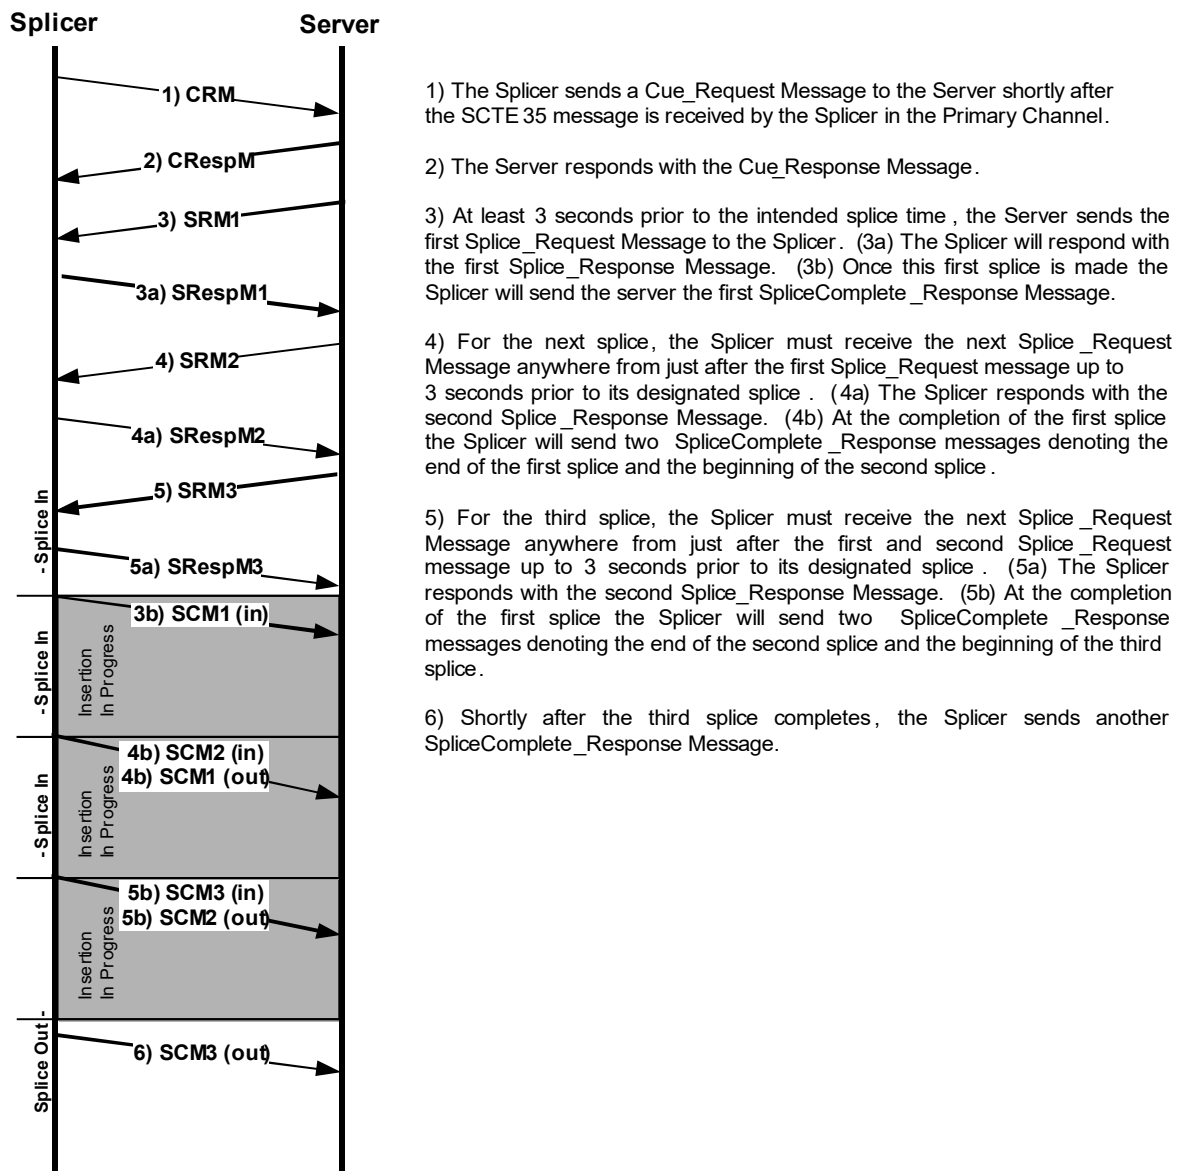 Splicer
Server
1) CRM
2) CRespM
3) SRM1
3a) SRespM1
4) SRM2
4a) SRespM2
5) SRM3
- Splice In
5a) SRespM3
3b) SCM1 (in)
- Splice In
Insertion
In Progress
4b) SCM2 (in)
4b) SCM1 (out)
- Splice In
Insertion
In Progress
5b) SCM3 (in)
5b) SCM2 (out)
Insertion
In Progress
Splice Out -
6) SCM3 (out)
1) The Splicer sends a Cue_Request Message to the Server shortly after
the SCTE 35 message is received by the Splicer in the Primary Channel.
2) The Server responds with the Cue_Response Message.
3) At least 3 seconds prior to the intended splice time, the Server sends the
first Splice_Request Message to the Splicer. (3a) The Splicer will respond with
the first Splice_Response Message. (3b) Once this first splice is made the
Splicer will send the server the first SpliceComplete_Response Message.
4) For the next splice, the Splicer must receive the next Splice_Request
Message anywhere from just after the first Splice_Request message up to
3 seconds prior to its designated splice. (4a) The Splicer responds with the
second Splice_Response Message. (4b) At the completion of the first splice
the Splicer will send two SpliceComplete_Response messages denoting the
end of the first splice and the beginning of the second splice.
5) For the third splice, the Splicer must receive the next Splice_Request
Message anywhere from just after the first and second Splice_Request
message up to 3 seconds prior to its designated splice. (5a) The Splicer
responds with the second Splice_Response Message. (5b) At the completion
of the first splice the Splicer will send two SpliceComplete_Response
messages denoting the end of the second splice and the beginning of the third
splice.
6) Shortly after the third splice completes, the Splicer sends another
SpliceComplete_Response Message.